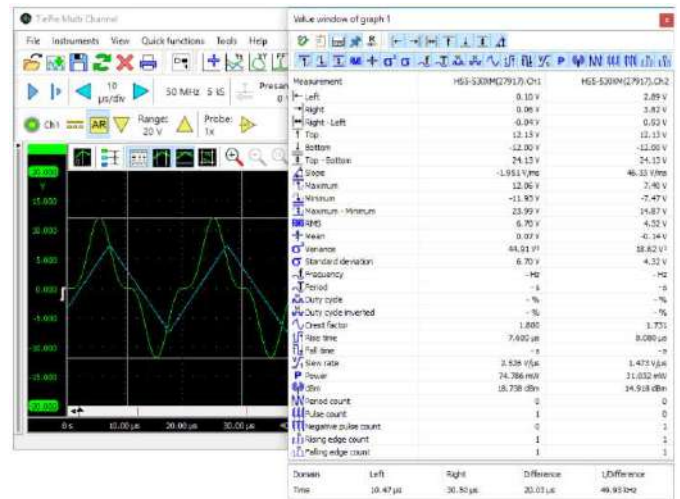 TiePie Multi Channel
File Instruments View Quick functions Tools Help
10
µs/div
50 MHz 5 kS
Ch1
AR
Range:
20 V
Probe:
1x
20.000
V
15.000
10.000
5.000
0.000
-5.000
-10.000
-15.000
-20.000
0 s 10.00 µs 20.00 µs 30.00 µs
Value window of graph 1
Measurement HS5-530XM(27917).Ch1 HS5-530XM(27917).Ch2
Left 0.10 V 2.89 V
Right 0.06 V 3.82 V
Right - Left -0.04 V 0.93 V
Top 12.13 V 12.13 V
Bottom -12.00 V -12.00 V
Top - Bottom 24.13 V 24.13 V
Slope -1.951 V/ms 46.33 V/ms
Maximum 12.06 V 7.40 V
Minimum -11.93 V -7.47 V
Maximum - Minimum 23.99 V 14.87 V
RMS 6.70 V 4.32 V
Mean 0.07 V -0.14 V
σ² Variance 44.91 V² 18.62 V²
σ Standard deviation 6.70 V 4.32 V
Frequency - Hz - Hz
Period - s - s
Duty cycle - % - %
Duty cycle inverted - % - %
Crest factor 1.800 1.731
Rise time 7.600 µs 8.080 µs
Fall time - s - s
Slew rate 2.526 V/µs 1.473 V/µs
P Power 74.786 mW 31.032 mW
dBm 18.738 dBm 14.918 dBm
Period count 0 0
Pulse count 1 0
Negative pulse count 0 1
Rising edge count 1 1
Falling edge count 1 1
Domain Left Right Difference 1/Difference
Time 10.47 µs 30.50 µs 20.03 µs 49.93 kHz